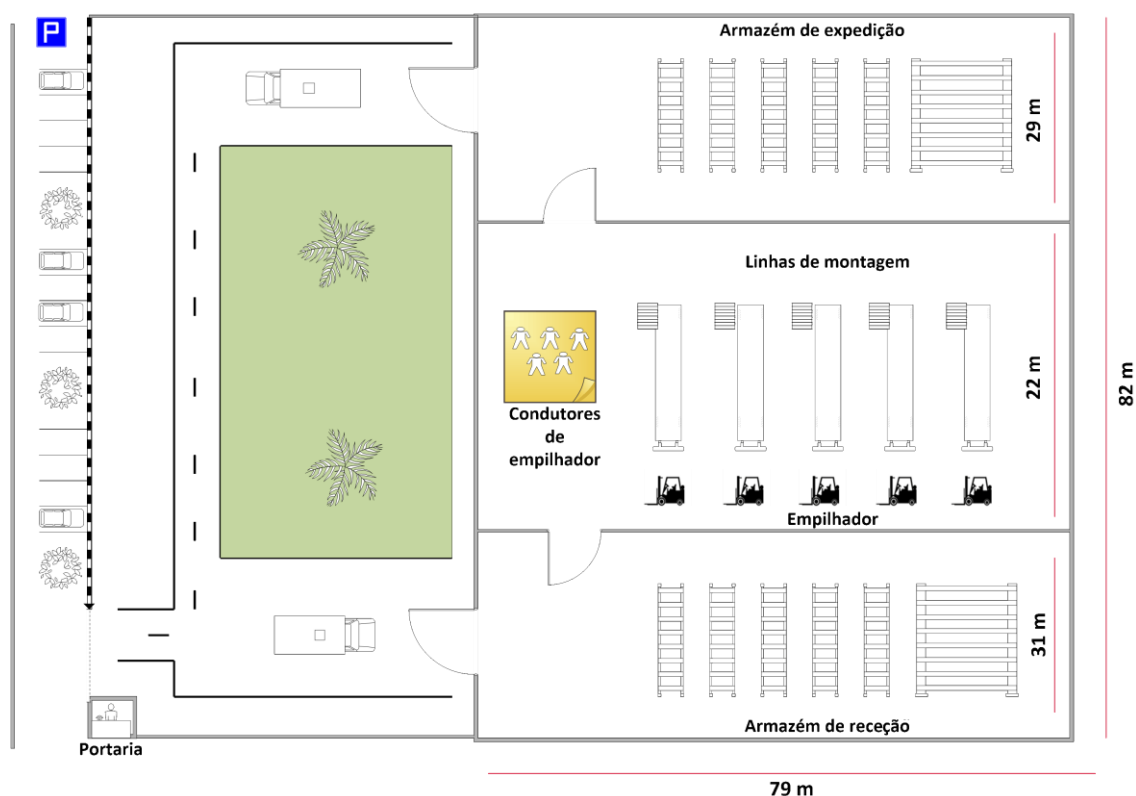 P
Armazém de expedição
29 m
Linhas de montagem
Condutores
de
empilhador
22 m
82 m
Empilhador
31 m
Armazém de receção
Portaria
79 m